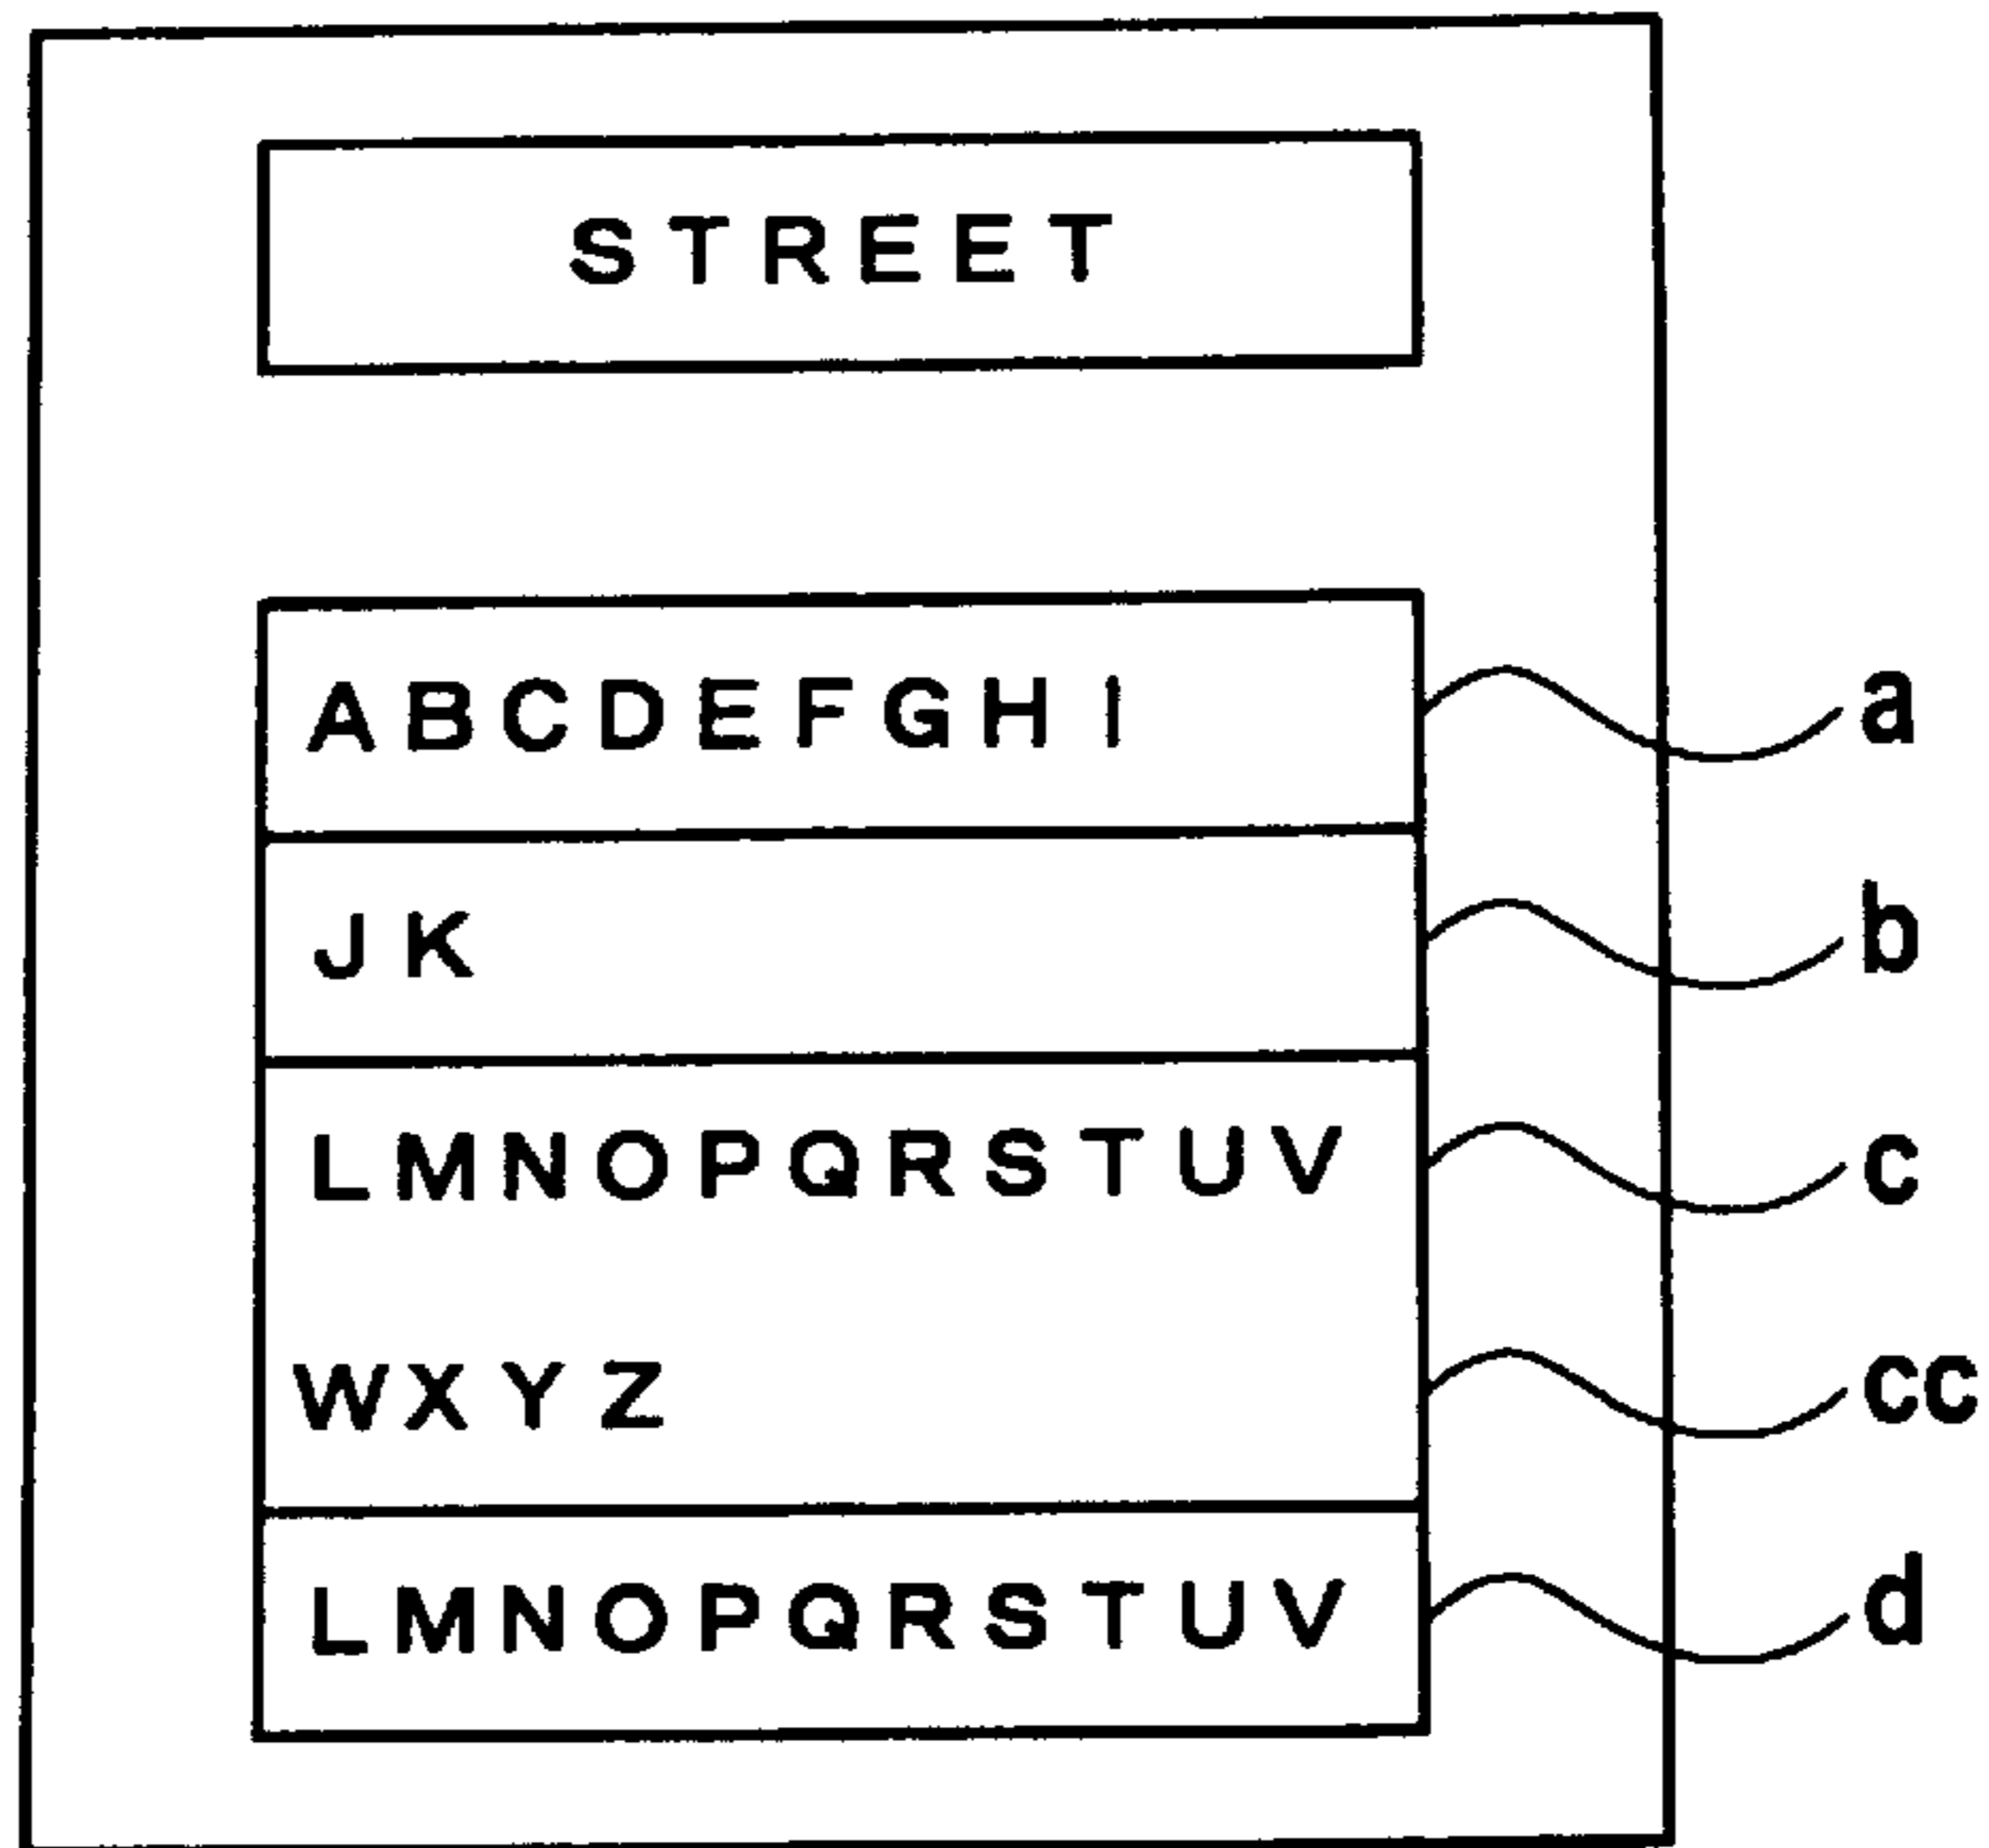 STREET
ABCDEFGHI a
JK b
LMNOPQRSTUV c
WXYZ cc
LMNOPQRSTUV d